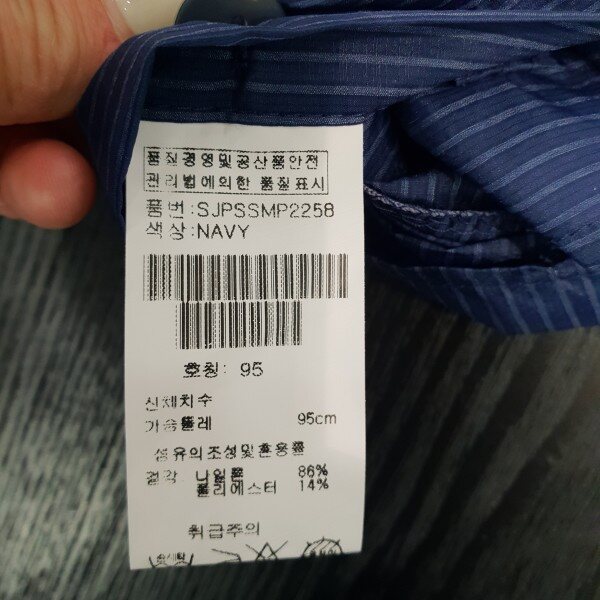 품질경영및공산품안전
관리법에의한 품질표시
품번:SJPSSMP2258
색상:NAVY
호칭: 95
신체치수
가슴둘레 95cm
섬유의조성및혼용률
겉감 나일론 86%
폴리에스터 14%
취급주의
손세탁